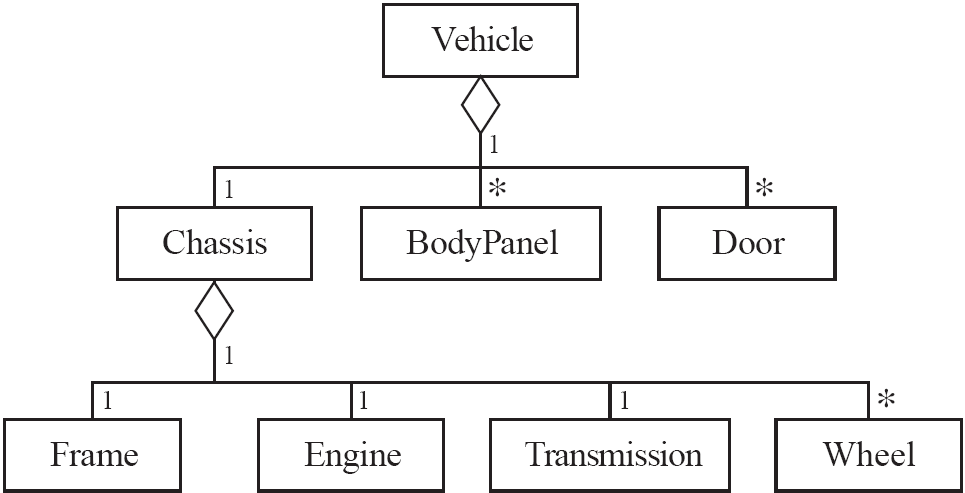 Vehicle
1
1 * *
Chassis BodyPanel Door
1
1 1 1 *
Frame Engine Transmission Wheel